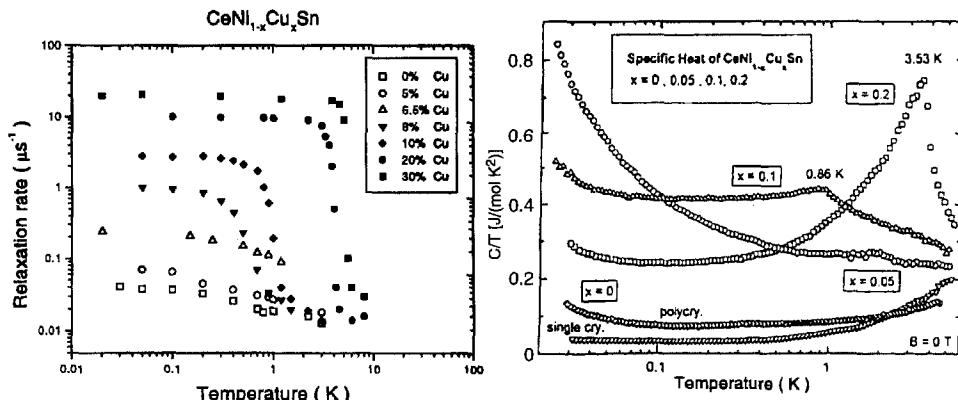 CeNi1-xCuxSn
Relaxation rate ( μs-1)
100
10
1
0.1
0.01
0% Cu
5% Cu
6.5% Cu
8% Cu
10% Cu
20% Cu
30% Cu
0.01 0.1 1 10 100
Temperature ( K )
C/T [J/(mol K2)]
0.8
0.6
0.4
0.2
0
Specific Heat of CeNi1-xCuxSn
x = 0 , 0.05 , 0.1, 0.2
3.53 K
x = 0.2
x = 0.1
0.86 K
x = 0.05
x = 0
polycry.
single cry.
B = 0 T
0.1 1 6
Temperature ( K )